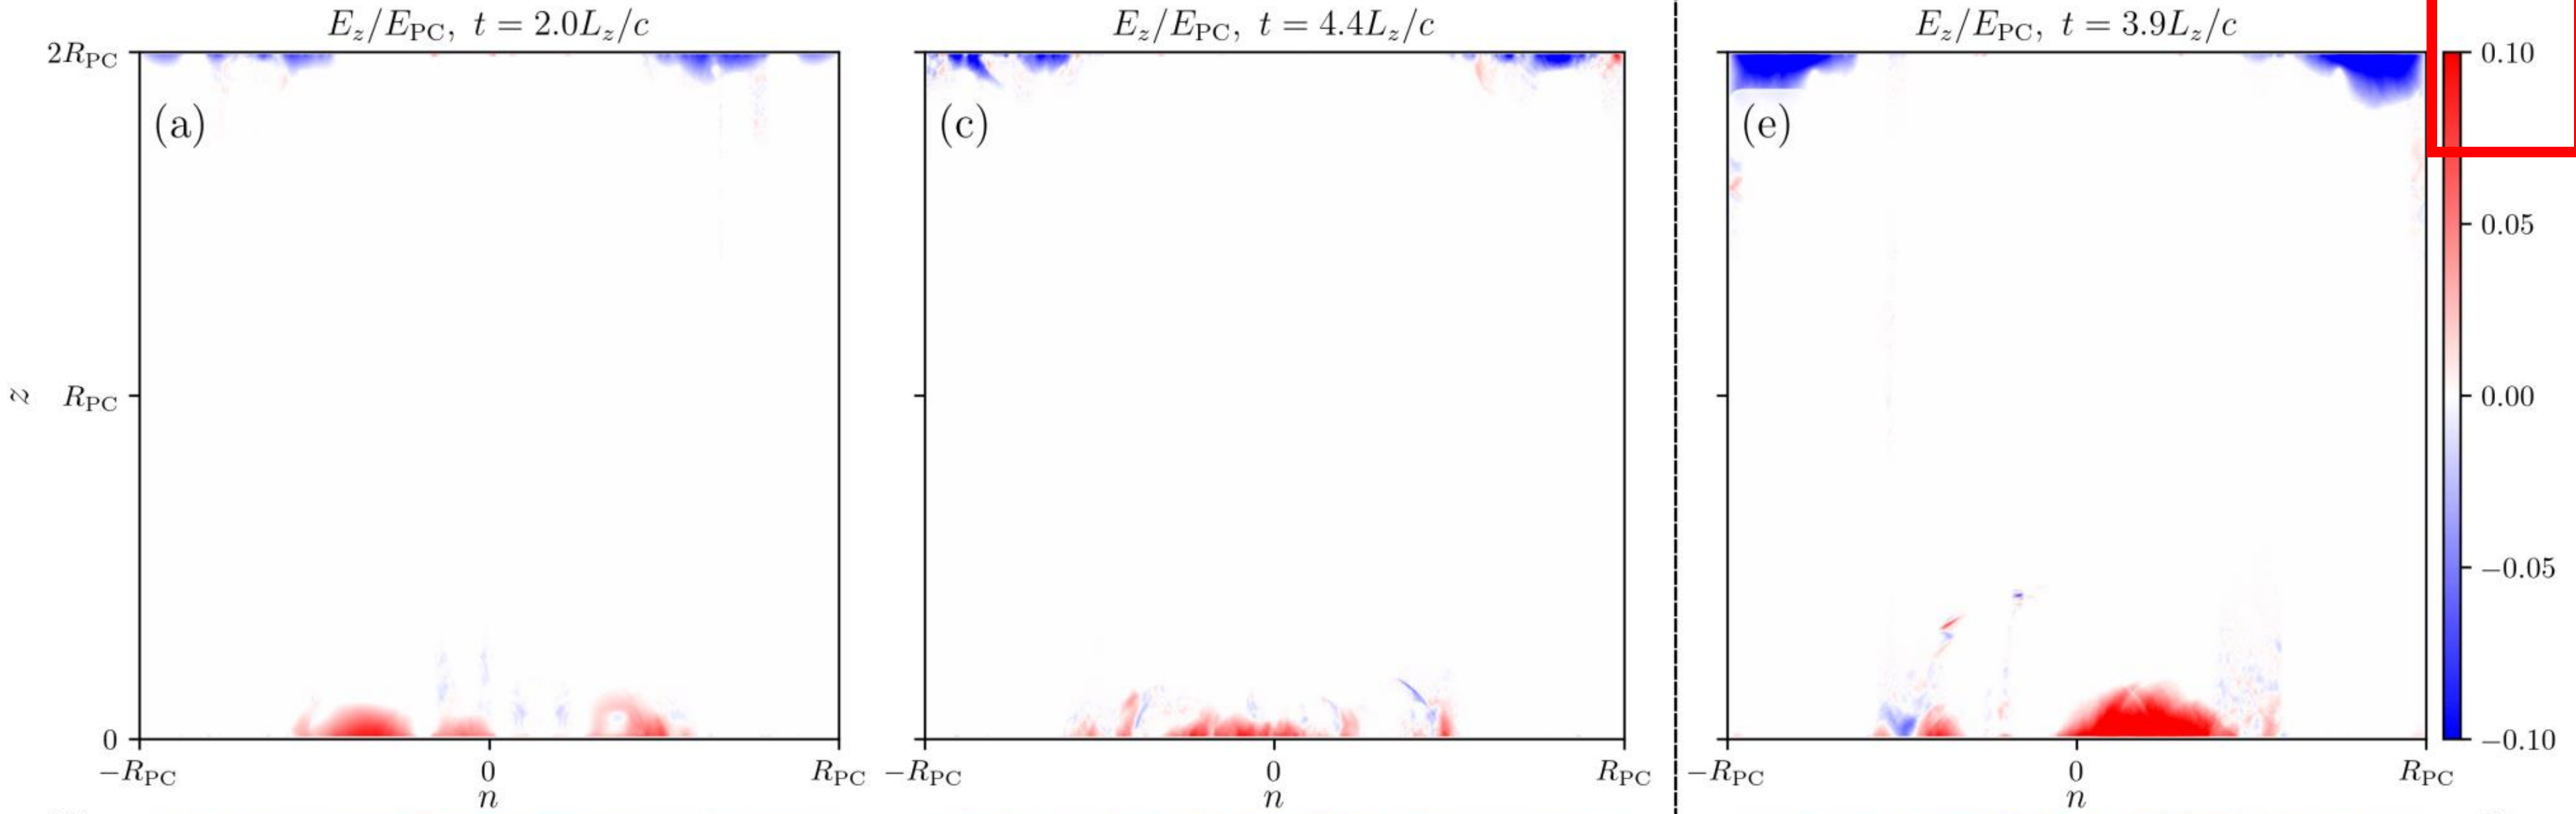 E_z/E_PC, t = 2.0L_z/c
E_z/E_PC, t = 4.4L_z/c
E_z/E_PC, t = 3.9L_z/c
(a)
(c)
(e)
2R_PC
R_PC
0
z
−R_PC 0 R_PC
n
−R_PC 0 R_PC
n
−R_PC 0 R_PC
n
0.10
0.05
0.00
−0.05
−0.10